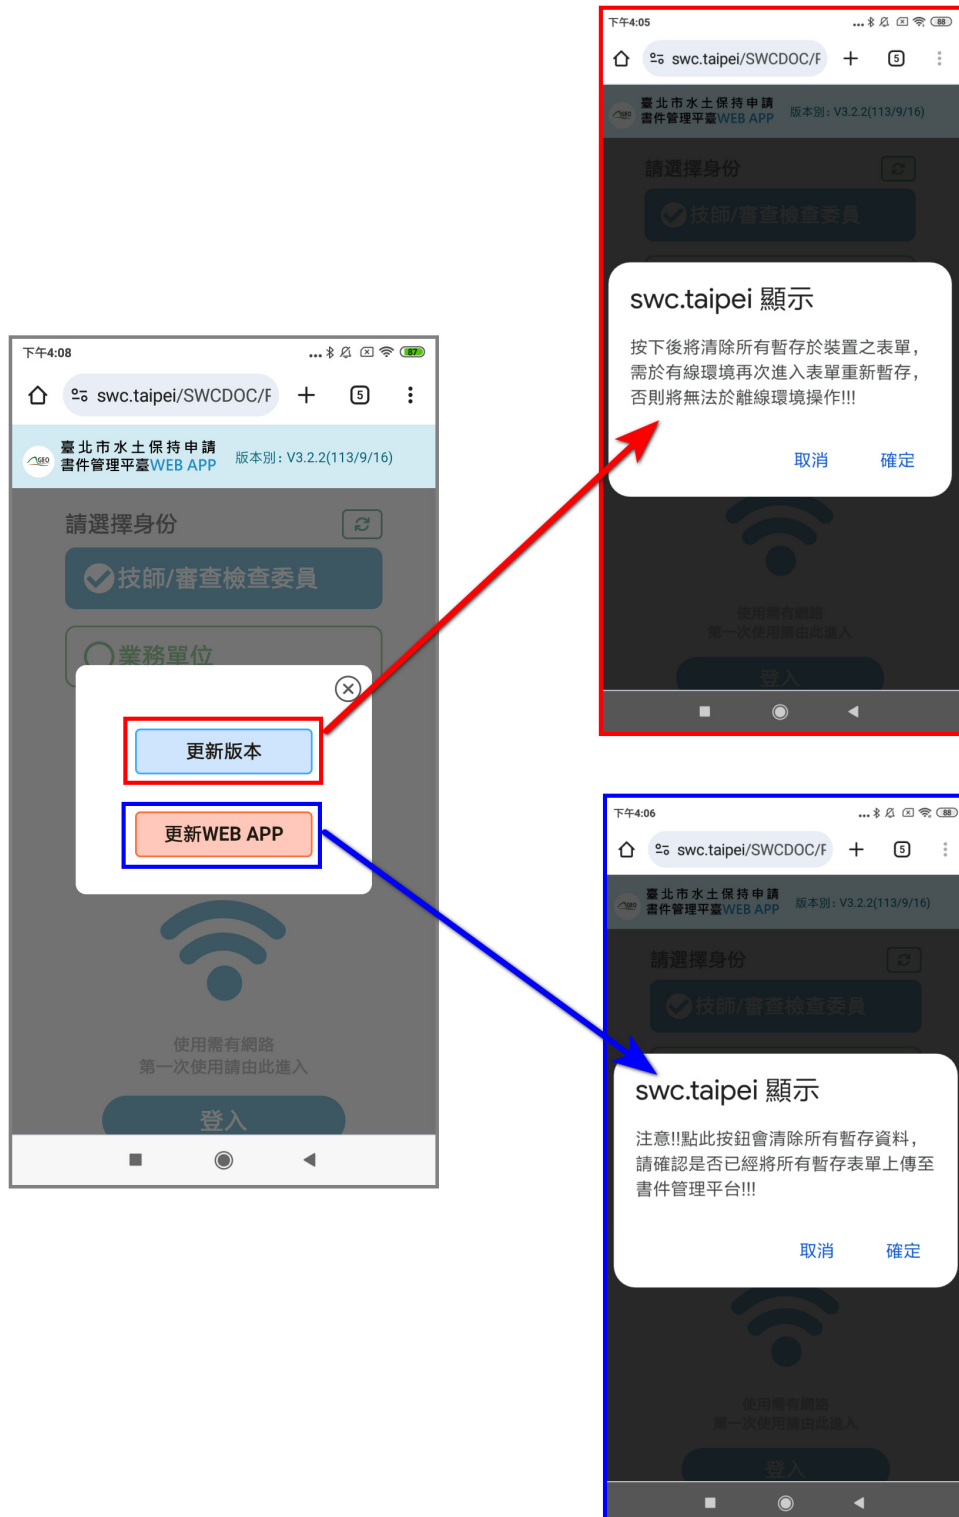 下午4:08
87
swc.taipei/SWCDOC/F
5
GEO
臺北市水土保持申請
書件管理平臺WEB APP
版本別：V3.2.2(113/9/16)
請選擇身份
技師/審查檢查委員
業務單位
更新版本
更新WEB APP
使用需有網路
第一次使用請由此進入
登入
下午4:05
88
swc.taipei/SWCDOC/F
5
GEO
臺北市水土保持申請
書件管理平臺WEB APP
版本別：V3.2.2(113/9/16)
請選擇身份
技師/審查檢查委員
swc.taipei 顯示
按下後將清除所有暫存於裝置之表單，
需於有線環境再次進入表單重新暫存，
否則將無法於離線環境操作!!!
取消
確定
使用需有網路
第一次使用請由此進入
登入
下午4:06
88
swc.taipei/SWCDOC/F
5
GEO
臺北市水土保持申請
書件管理平臺WEB APP
版本別：V3.2.2(113/9/16)
請選擇身份
技師/審查檢查委員
swc.taipei 顯示
注意!!點此按鈕會清除所有暫存資料，
請確認是否已經將所有暫存表單上傳至
書件管理平台!!!
取消
確定
使用需有網路
第一次使用請由此進入
登入